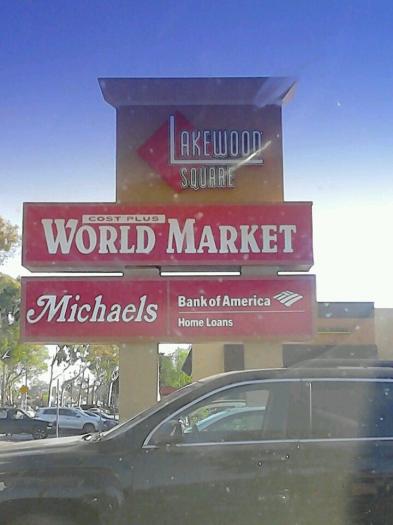 LAKEWOOD
SQUARE
COST PLUS
WORLD MARKET
Michaels
Bank of America
Home Loans